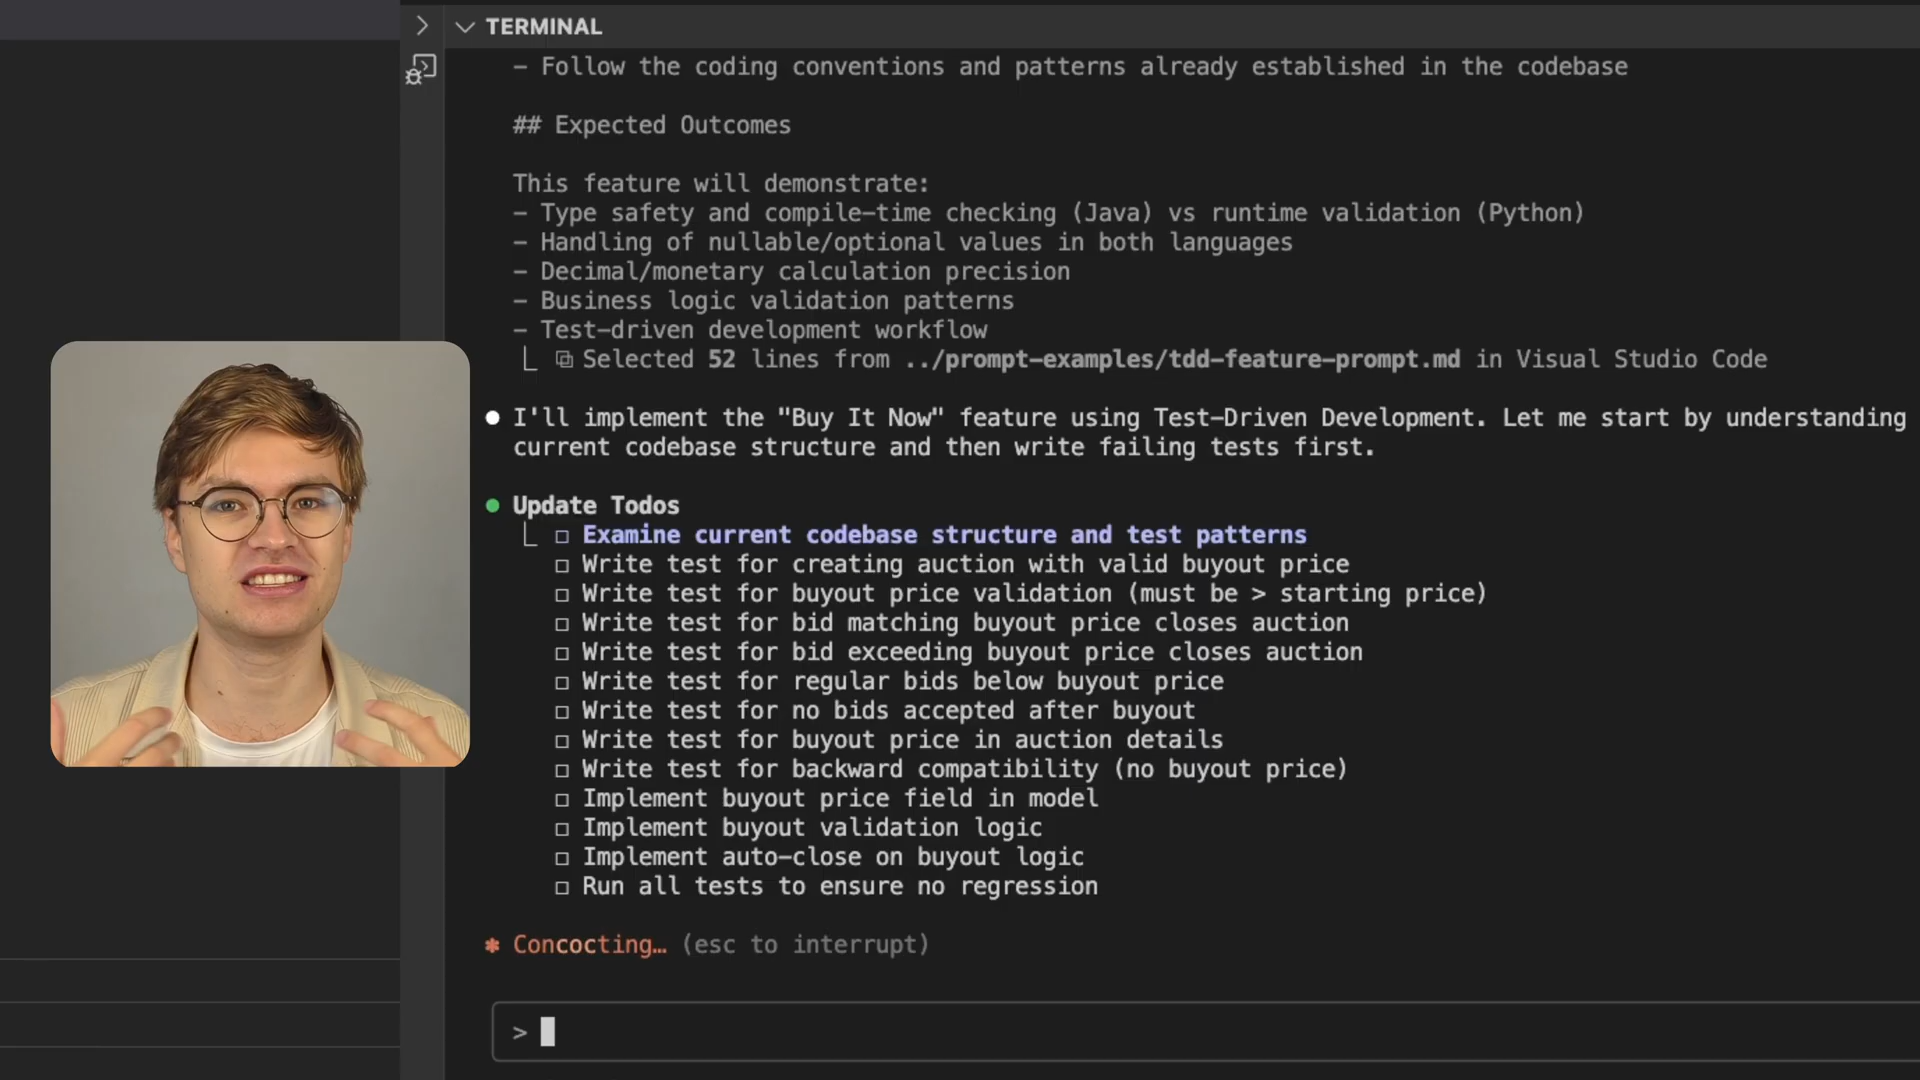 TERMINAL
- Follow the coding conventions and patterns already established in the codebase
## Expected Outcomes
This feature will demonstrate:
- Type safety and compile-time checking (Java) vs runtime validation (Python)
- Handling of nullable/optional values in both languages
- Decimal/monetary calculation precision
- Business logic validation patterns
- Test-driven development workflow
Selected 52 lines from ../prompt-examples/tdd-feature-prompt.md in Visual Studio Code
I'll implement the "Buy It Now" feature using Test-Driven Development. Let me start by understanding
current codebase structure and then write failing tests first.
Update Todos
Examine current codebase structure and test patterns
Write test for creating auction with valid buyout price
Write test for buyout price validation (must be > starting price)
Write test for bid matching buyout price closes auction
Write test for bid exceeding buyout price closes auction
Write test for regular bids below buyout price
Write test for no bids accepted after buyout
Write test for buyout price in auction details
Write test for backward compatibility (no buyout price)
Implement buyout price field in model
Implement buyout validation logic
Implement auto-close on buyout logic
Run all tests to ensure no regression
* Concocting… (esc to interrupt)
>